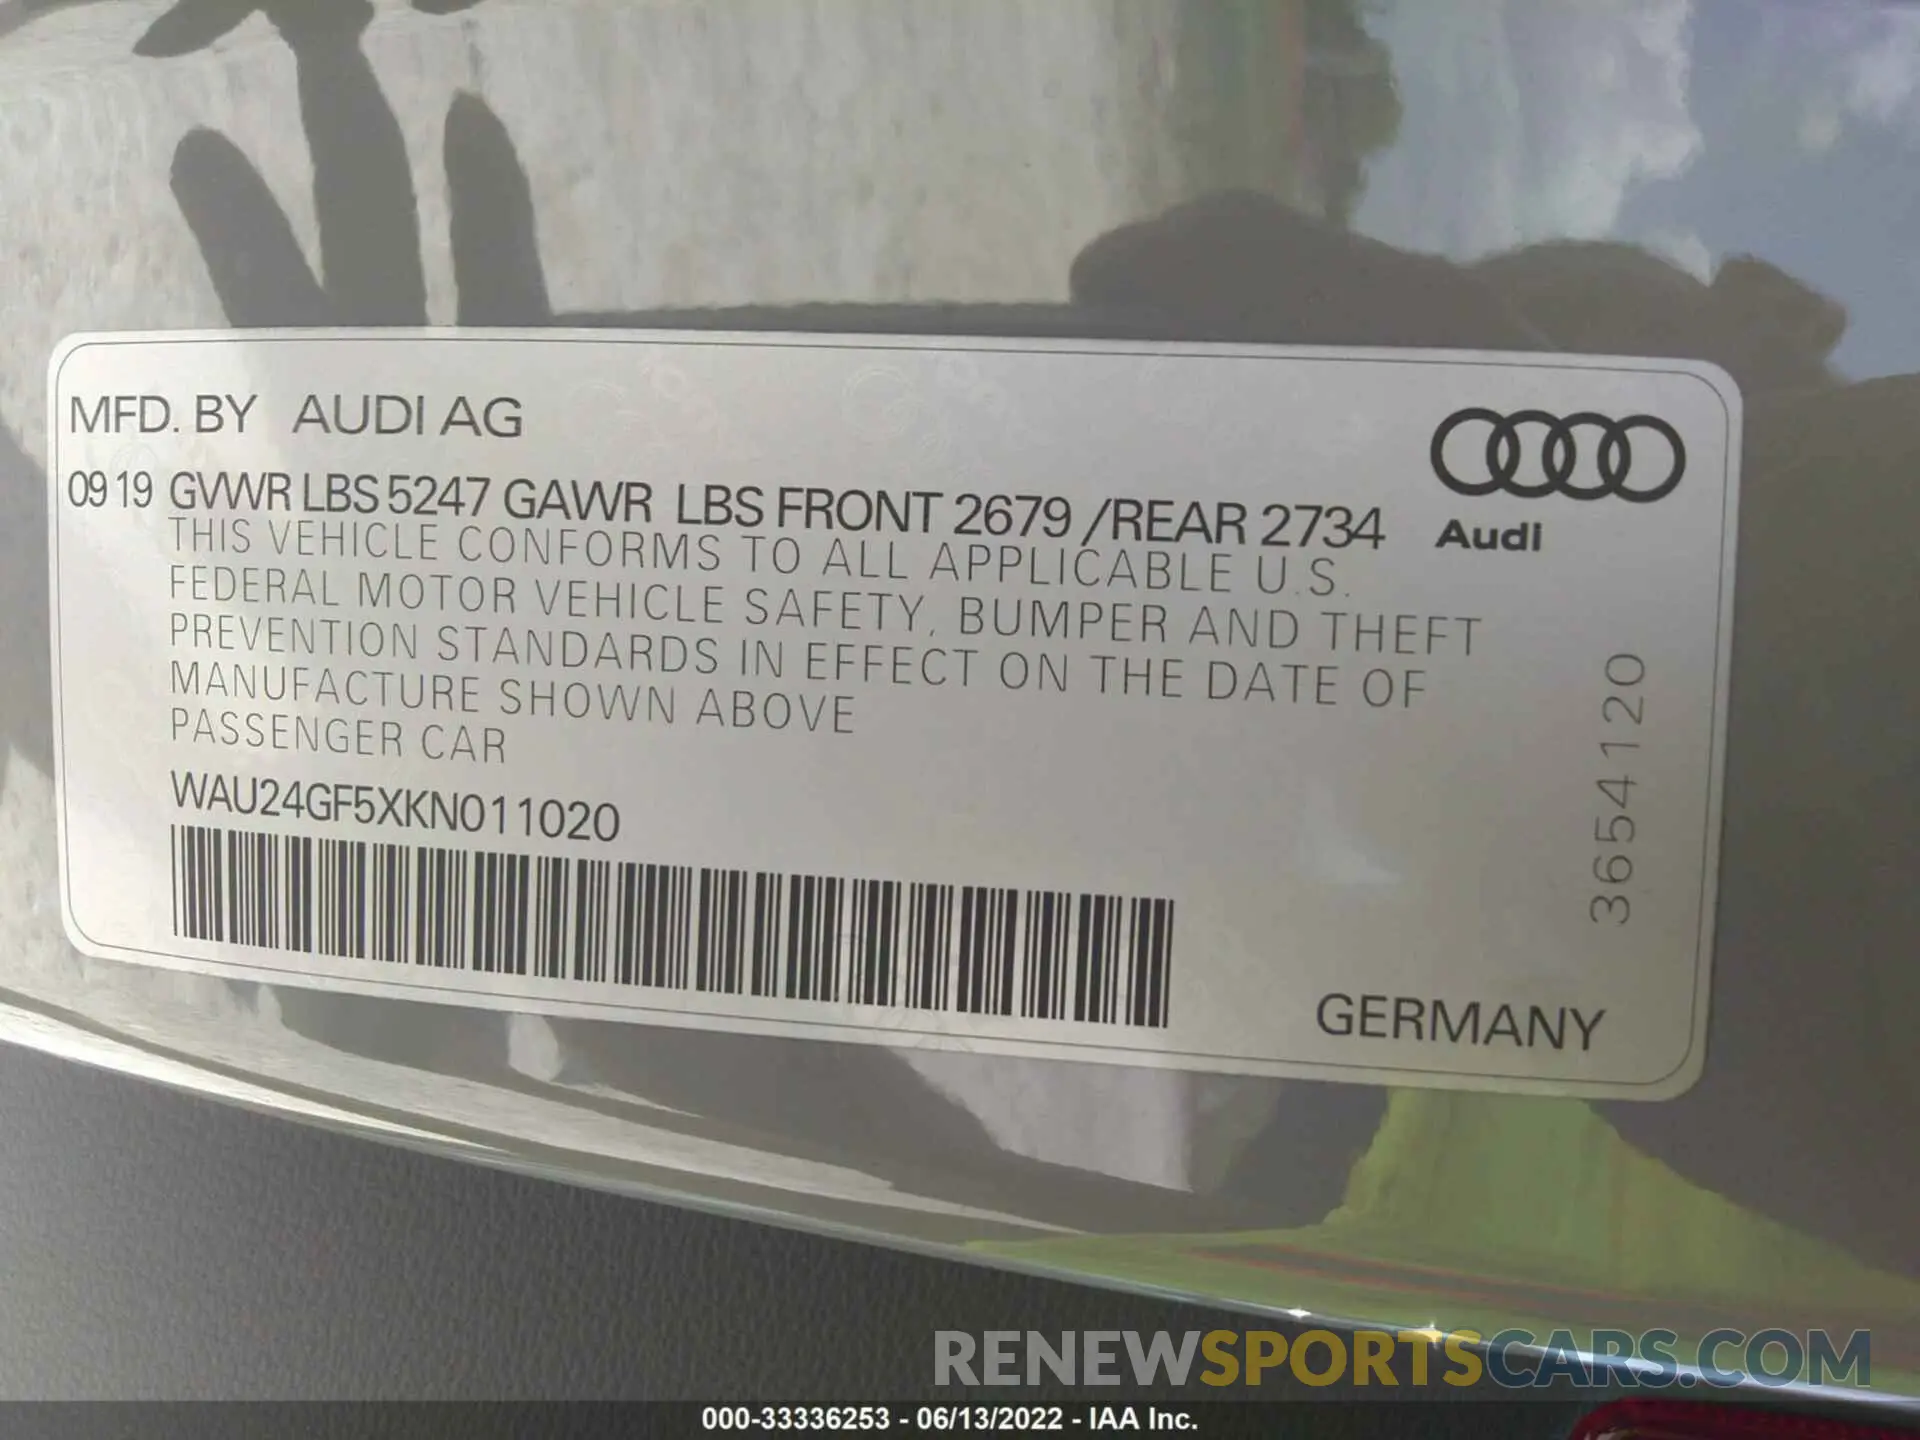 MFD. BY AUDI AG
09 19 GVWR LBS 5247 GAWR LBS FRONT 2679 /REAR 2734
Audi
THIS VEHICLE CONFORMS TO ALL APPLICABLE U.S.
FEDERAL MOTOR VEHICLE SAFETY, BUMPER AND THEFT
PREVENTION STANDARDS IN EFFECT ON THE DATE OF
MANUFACTURE SHOWN ABOVE
PASSENGER CAR
WAU24GF5XKN011020
3654120
GERMANY
RENEWSPORTSCARS.COM
000-33336253 - 06/13/2022 - IAA Inc.